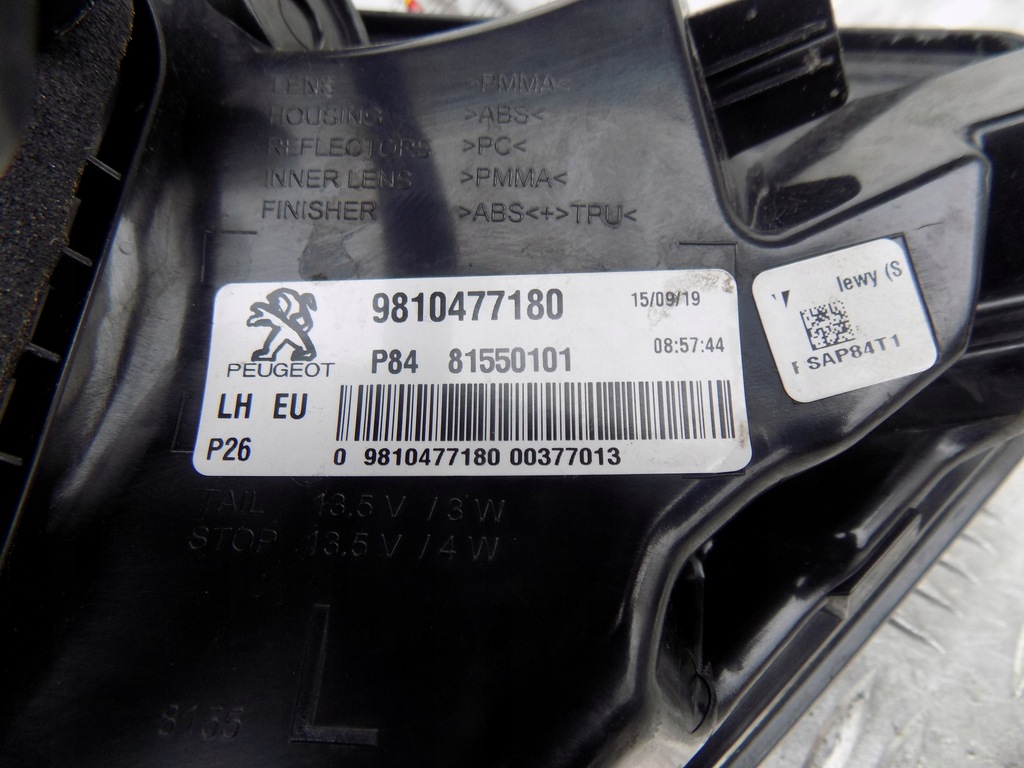 LENS >PMMA<
HOUSING >ABS<
REFLECTORS >PC<
INNER LENS >PMMA<
FINISHER >ABS<+>TPU<
9810477180 15/09/19
PEUGEOT P84 81550101 08:57:44
LH EU
P26
0 9810477180 00377013
lewy (S
SAP84T1
TAIL 13.5 V / 3 W
STOP 13.5 V / 4 W